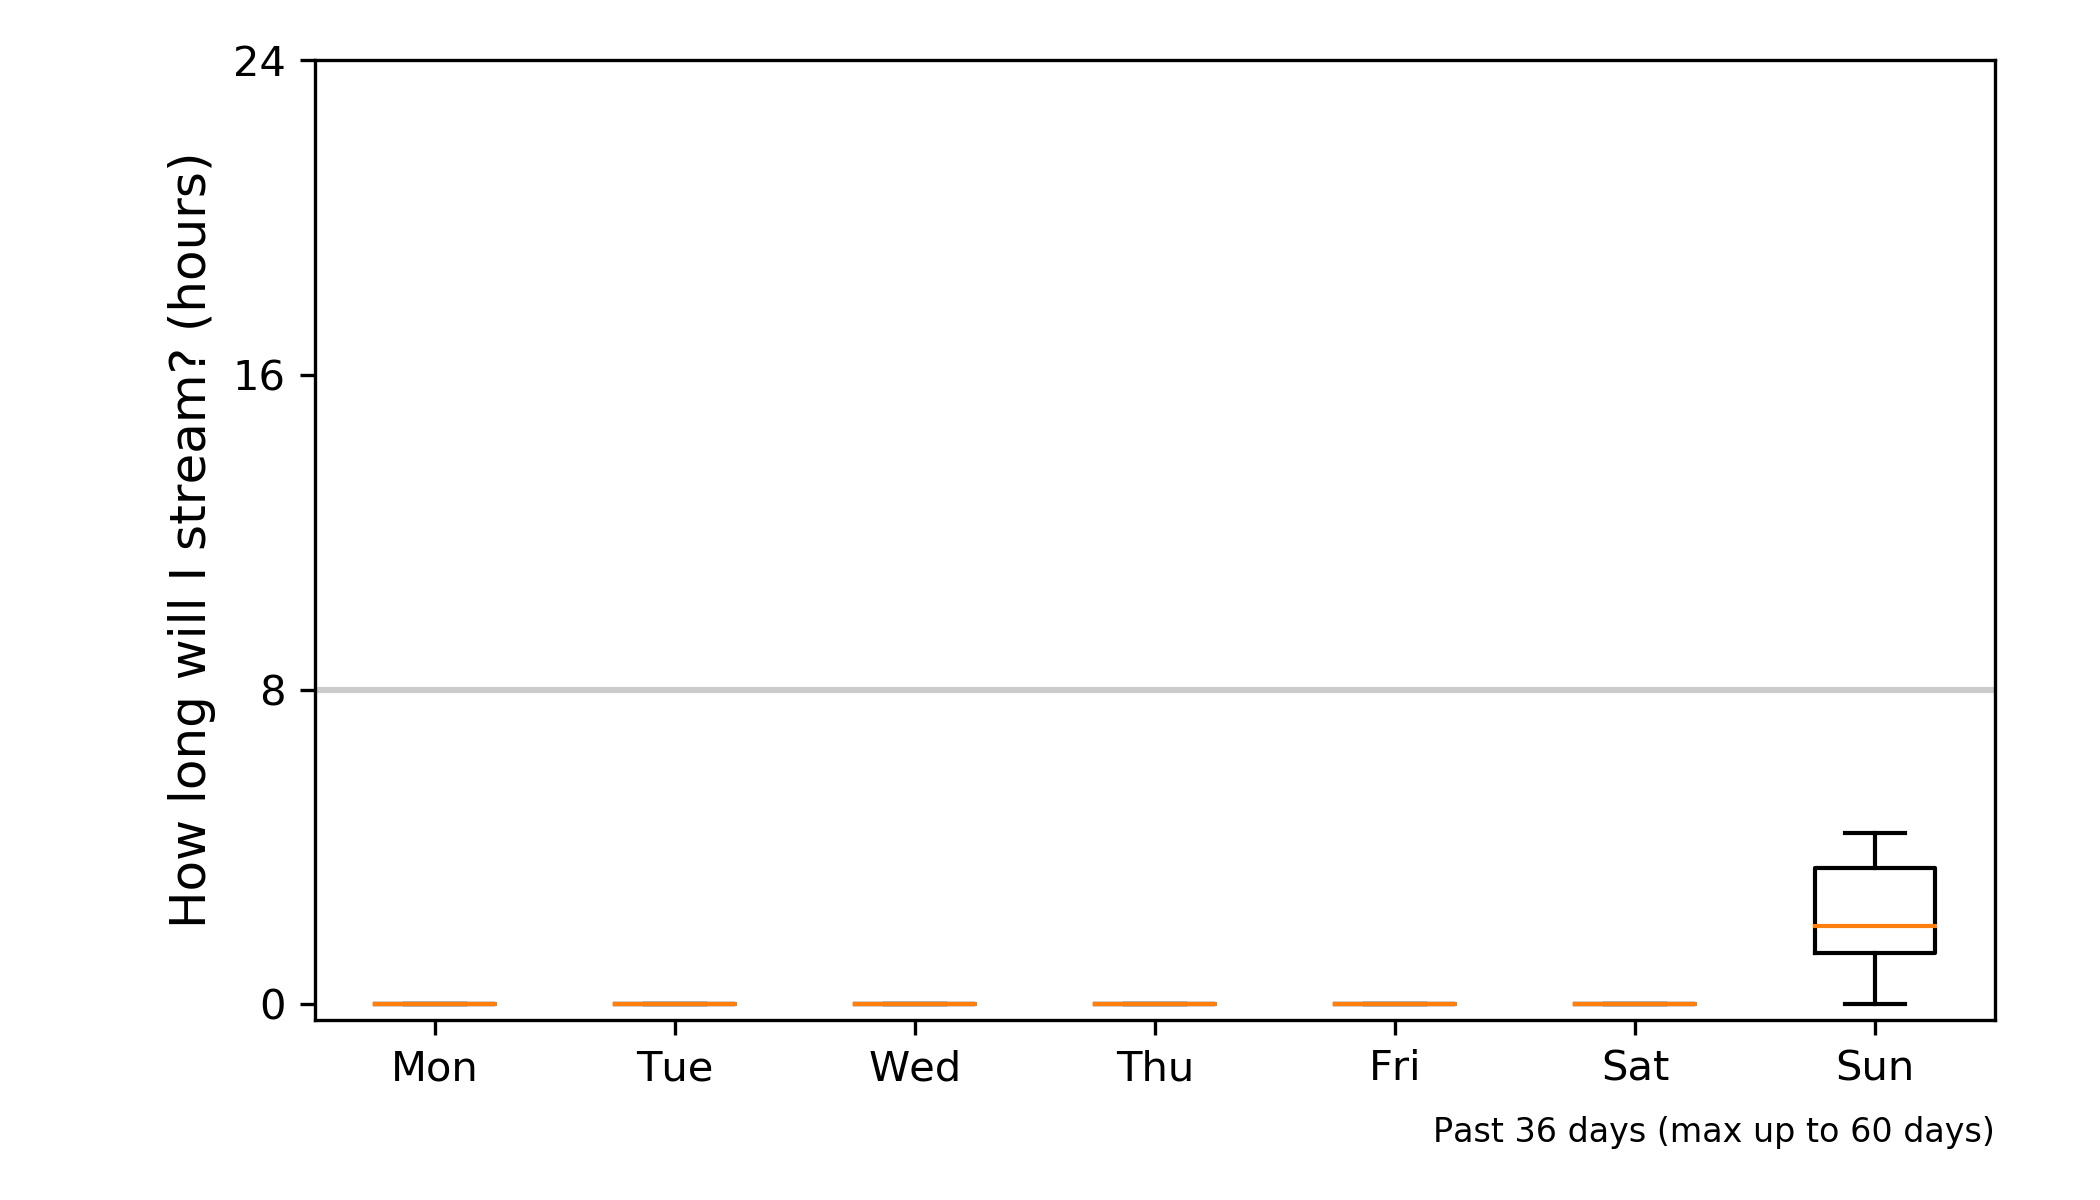 24
16
8
0
How long will I stream? (hours)
Mon Tue Wed Thu Fri Sat Sun
Past 36 days (max up to 60 days)